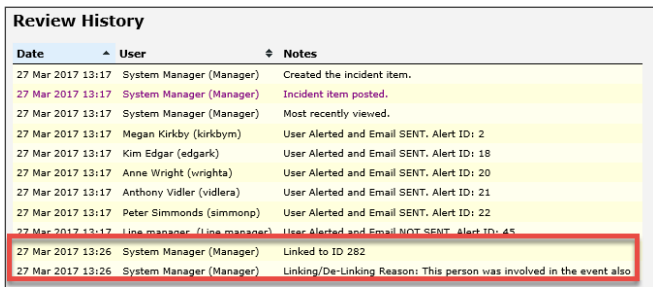 Review History
Date User Notes
27 Mar 2017 13:17 System Manager (Manager) Created the incident item.
27 Mar 2017 13:17 System Manager (Manager) Incident item posted.
27 Mar 2017 13:17 System Manager (Manager) Most recently viewed.
27 Mar 2017 13:17 Megan Kirkby (kirkbym) User Alerted and Email SENT. Alert ID: 2
27 Mar 2017 13:17 Kim Edgar (edgark) User Alerted and Email SENT. Alert ID: 18
27 Mar 2017 13:17 Anne Wright (wrighta) User Alerted and Email SENT. Alert ID: 20
27 Mar 2017 13:17 Anthony Vidler (vidlera) User Alerted and Email SENT. Alert ID: 21
27 Mar 2017 13:17 Peter Simmonds (simmonp) User Alerted and Email SENT. Alert ID: 22
27 Mar 2017 13:17 Line manager (Line manager) User Alerted and Email NOT SENT. Alert ID: 45
27 Mar 2017 13:26 System Manager (Manager) Linked to ID 282
27 Mar 2017 13:26 System Manager (Manager) Linking/De-Linking Reason: This person was involved in the event also